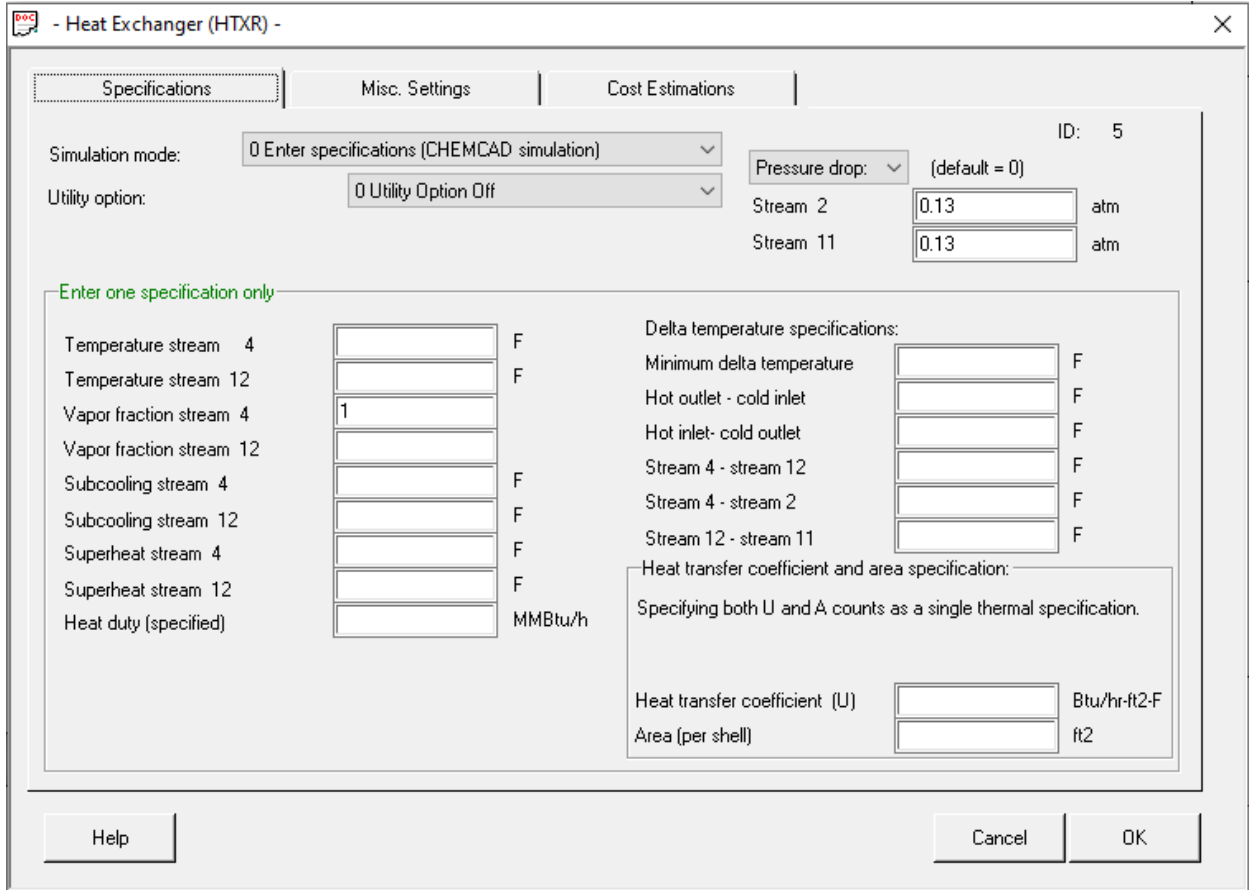 DOC - Heat Exchanger (HTXR) -
Specifications Misc. Settings Cost Estimations
ID: 5
Simulation mode: 0 Enter specifications (CHEMCAD simulation)
Utility option: 0 Utility Option Off
Pressure drop: (default = 0)
Stream 2 0.13 atm
Stream 11 0.13 atm
Enter one specification only
Temperature stream 4 F
Temperature stream 12 F
Vapor fraction stream 4 1
Vapor fraction stream 12
Subcooling stream 4 F
Subcooling stream 12 F
Superheat stream 4 F
Superheat stream 12 F
Heat duty (specified) MMBtu/h
Delta temperature specifications:
Minimum delta temperature F
Hot outlet - cold inlet F
Hot inlet- cold outlet F
Stream 4 - stream 12 F
Stream 4 - stream 2 F
Stream 12 - stream 11 F
Heat transfer coefficient and area specification:
Specifying both U and A counts as a single thermal specification.
Heat transfer coefficient (U) Btu/hr-ft2-F
Area (per shell) ft2
Help Cancel OK